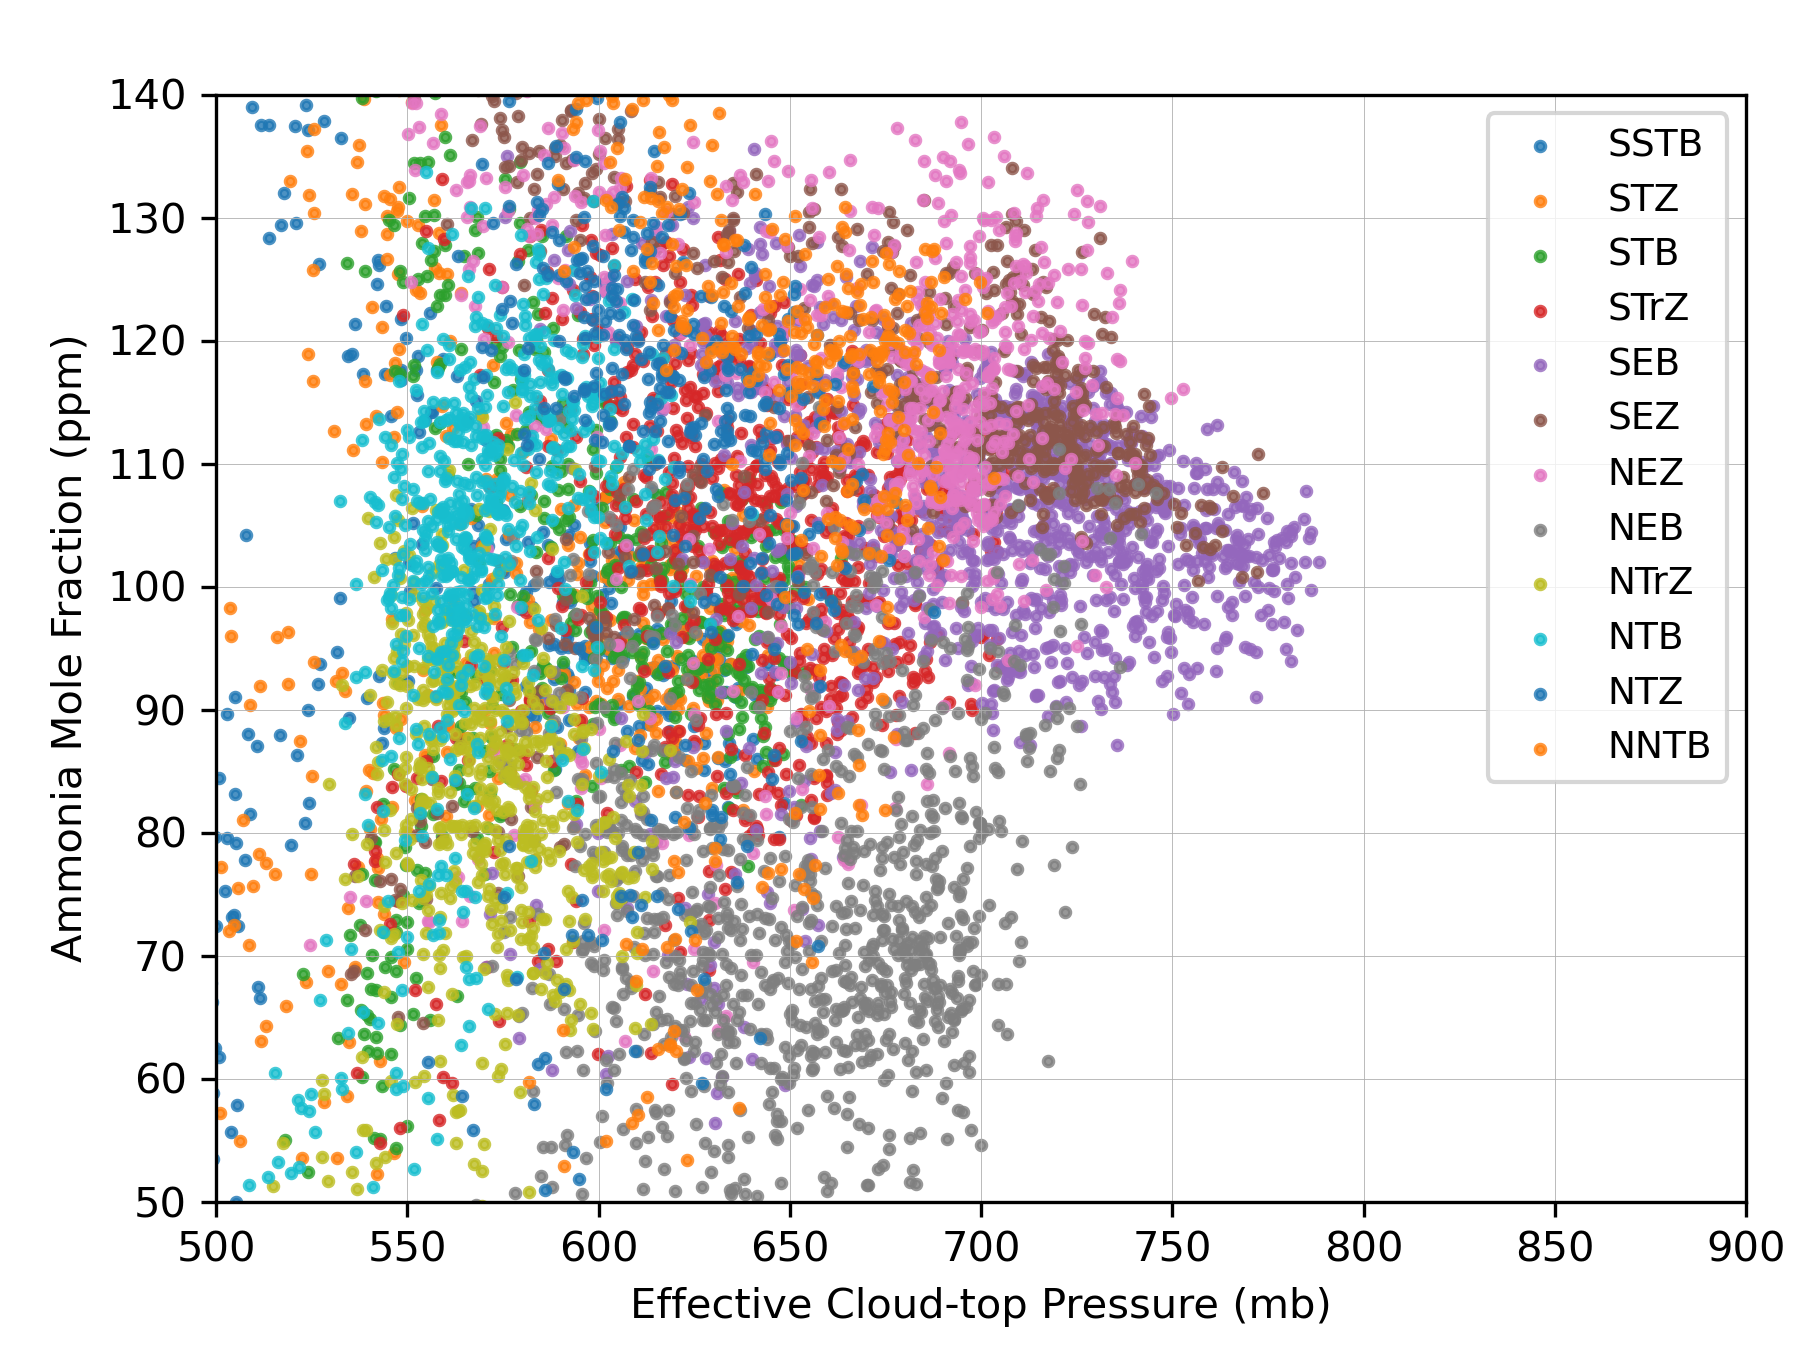 140
130
120
110
100
90
80
70
60
50
Ammonia Mole Fraction (ppm)
500 550 600 650 700 750 800 850 900
Effective Cloud-top Pressure (mb)
SSTB
STZ
STB
STrZ
SEB
SEZ
NEZ
NEB
NTrZ
NTB
NTZ
NNTB